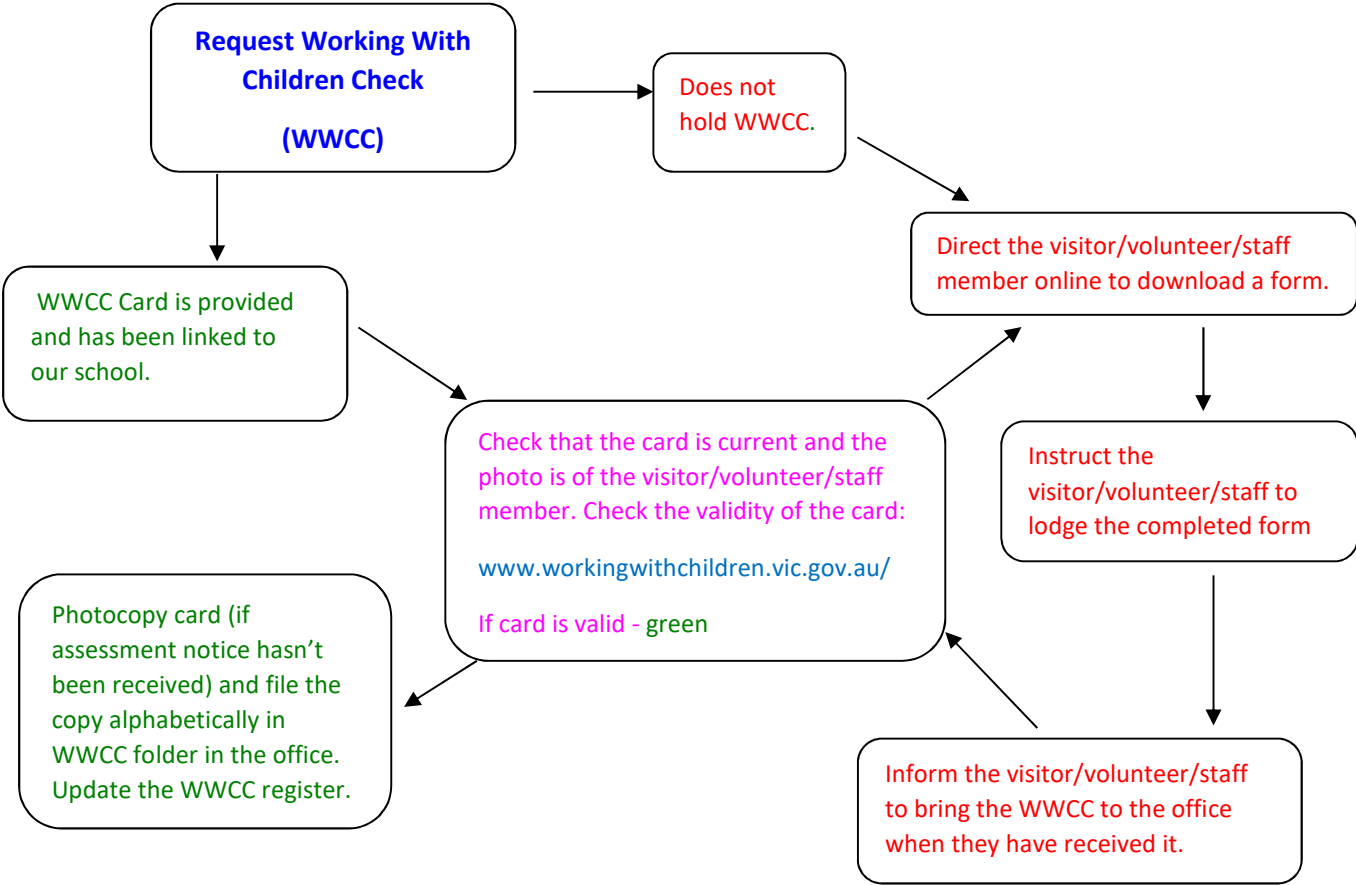 Request Working With
Children Check
(WWCC)
Does not
hold WWCC.
Direct the visitor/volunteer/staff
member online to download a form.
WWCC Card is provided
and has been linked to
our school.
Check that the card is current and the
photo is of the visitor/volunteer/staff
member. Check the validity of the card:
www.workingwithchildren.vic.gov.au/
If card is valid - green
Instruct the
visitor/volunteer/staff to
lodge the completed form
Photocopy card (if
assessment notice hasn’t
been received) and file the
copy alphabetically in
WWCC folder in the office.
Update the WWCC register.
Inform the visitor/volunteer/staff
to bring the WWCC to the office
when they have received it.